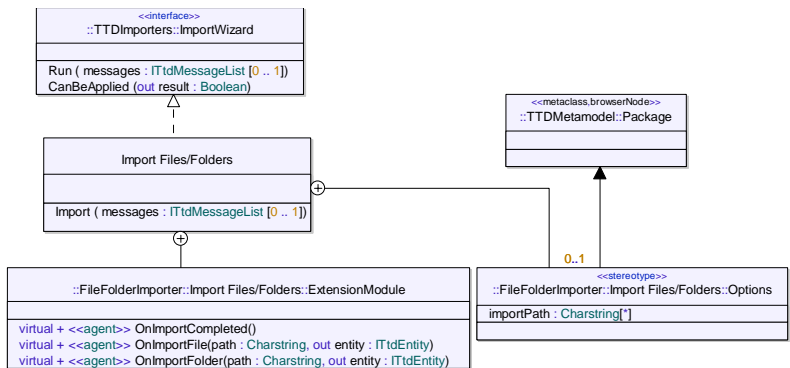 <<interface>>
::TTDImporters::ImportWizard
Run ( messages : ITtdMessageList [0 .. 1])
CanBeApplied (out result : Boolean)
<<metaclass,browserNode>>
::TTDMetamodel::Package
Import Files/Folders
Import ( messages : ITtdMessageList [0 .. 1])
0..1
::FileFolderImporter::Import Files/Folders::ExtensionModule
virtual + <<agent>> OnImportCompleted()
virtual + <<agent>> OnImportFile(path : Charstring, out entity : ITtdEntity)
virtual + <<agent>> OnImportFolder(path : Charstring, out entity : ITtdEntity)
<<stereotype>>
::FileFolderImporter::Import Files/Folders::Options
importPath : Charstring[*]